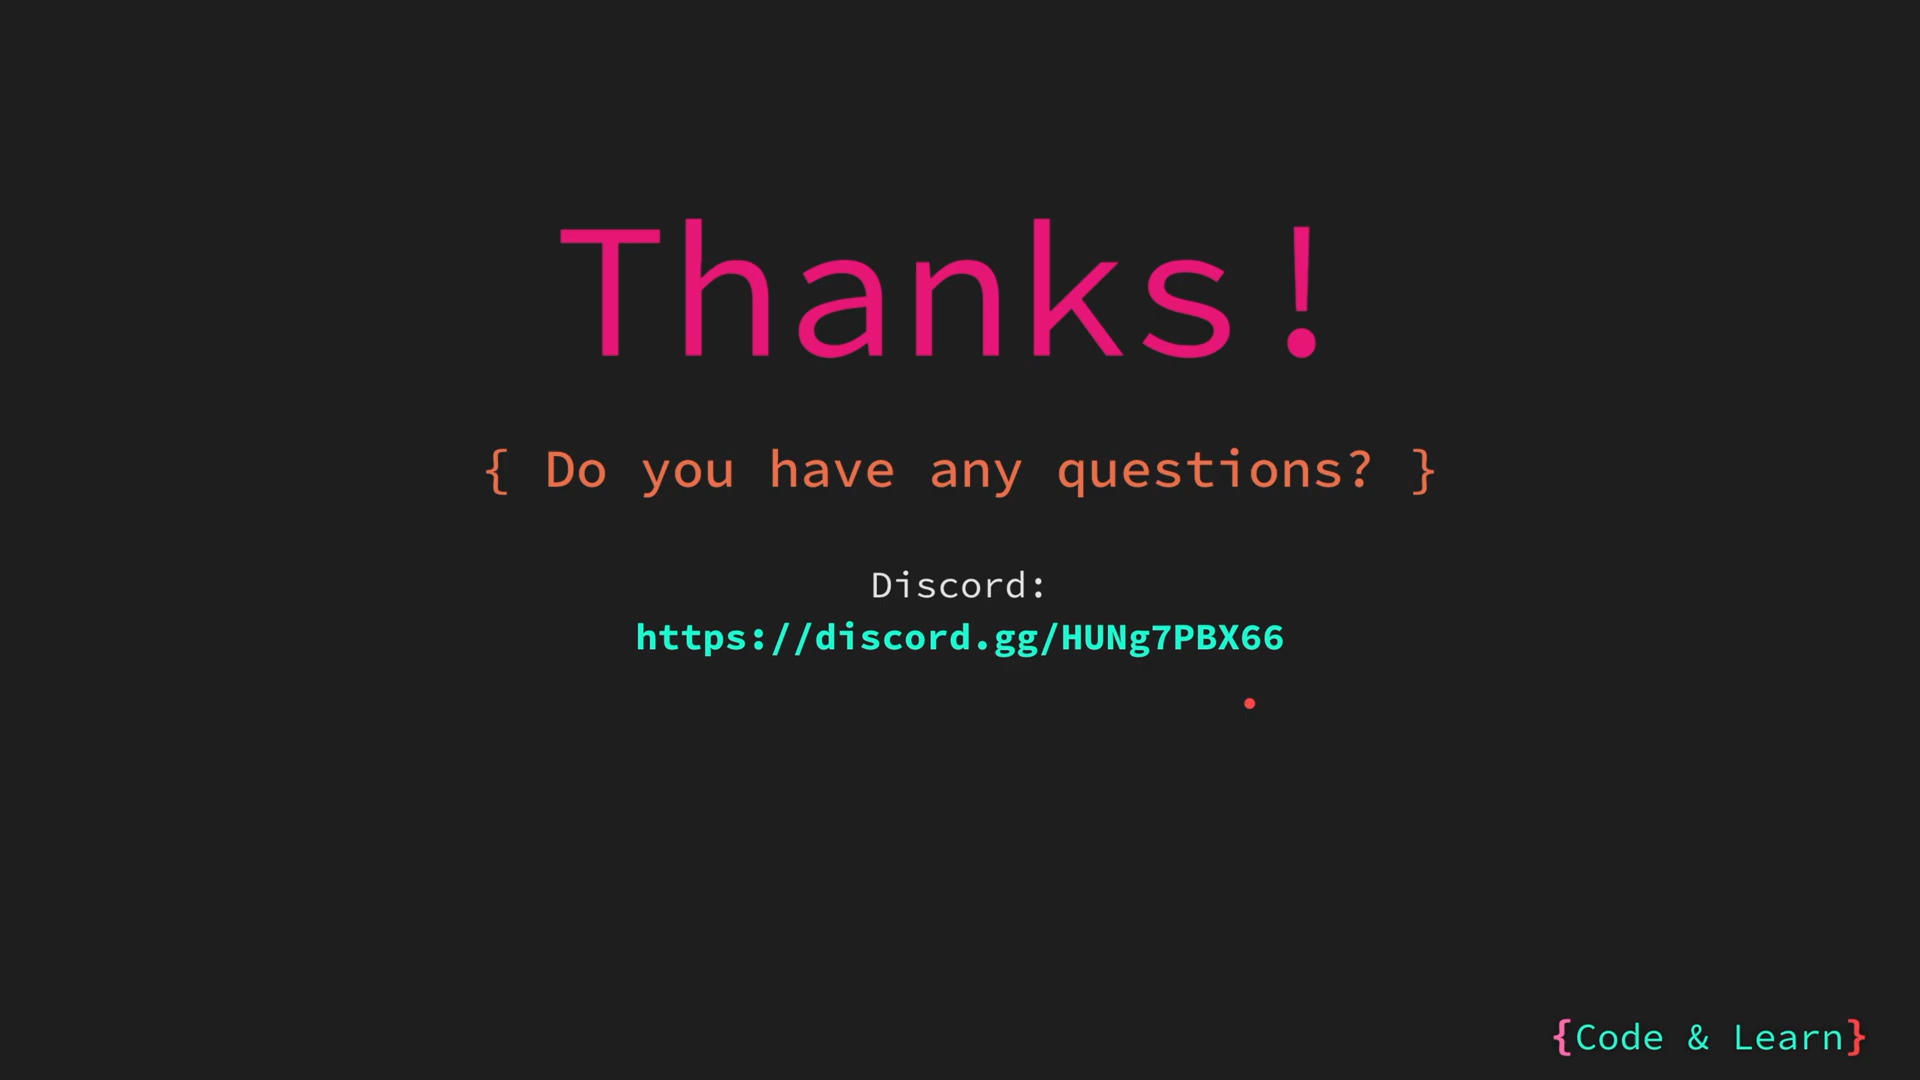 Thanks!
{ Do you have any questions? }
Discord:
https://discord.gg/HUNg7PBX66
{Code & Learn}